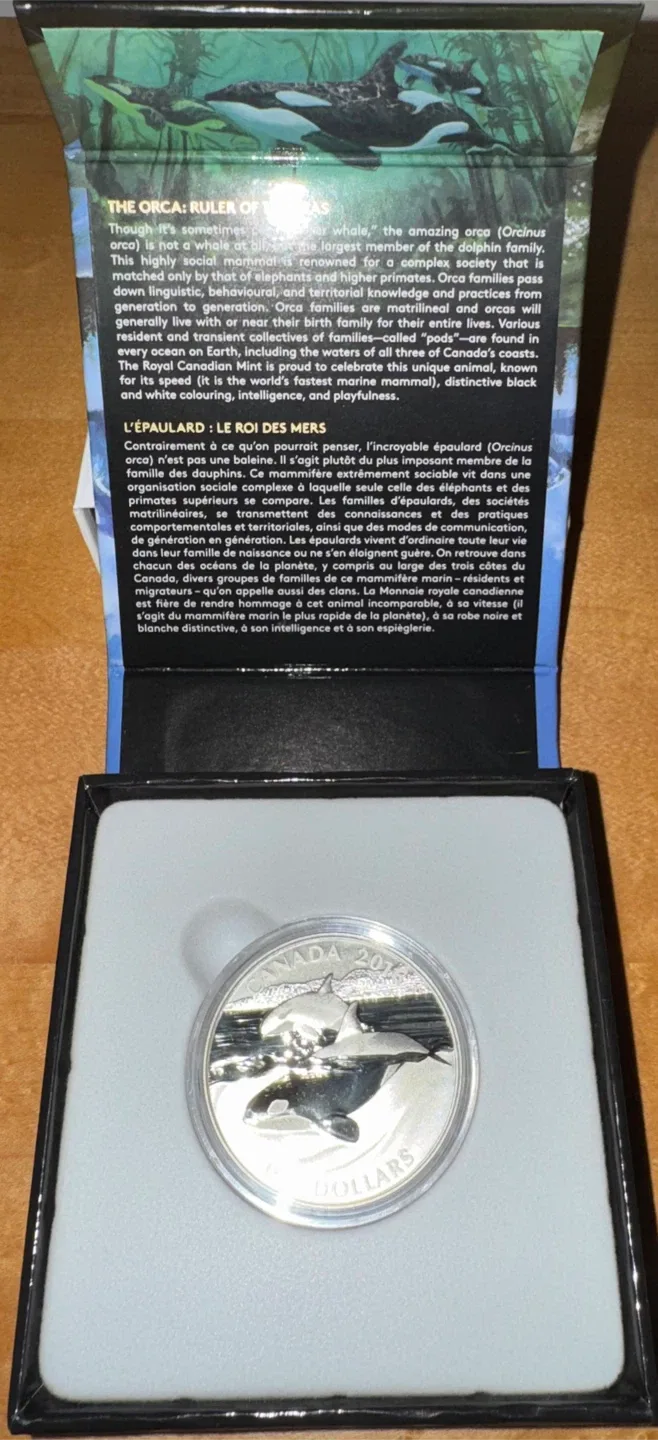 THE ORCA: RULER OF
Though it's sometimes whale," the amazing orca (Orcinus
orca) is not a whale at all, the largest member of the dolphin family.
This highly social mammal is renowned for a complex society that is
matched only by that of elephants and higher primates. Orca families pass
down linguistic, behavioural, and territorial knowledge and practices from
generation to generation. Orca families are matrilineal and orcas will
generally live with or near their birth family for their entire lives. Various
resident and transient collectives of families—called "pods"—are found in
every ocean on Earth, including the waters of all three of Canada's coasts.
The Royal Canadian Mint is proud to celebrate this unique animal, known
for its speed (it is the world's fastest marine mammal), distinctive black
and white colouring, intelligence, and playfulness.
L'ÉPAULARD : LE ROI DES MERS
Contrairement à ce qu'on pourrait penser, l'incroyable épaulard (Orcinus
orca) n'est pas une baleine. Il s'agit plutôt du plus imposant membre de la
famille des dauphins. Ce mammifère extrêmement sociable vit dans une
organisation sociale complexe à laquelle seule celle des éléphants et des
primates supérieurs se compare. Les familles d'épaulards, des sociétés
matrilinéaires, se transmettent des connaissances et des pratiques
comportementales et territoriales, ainsi que des modes de communication,
de génération en génération. Les épaulards vivent d'ordinaire toute leur vie
dans leur famille de naissance ou ne s'en éloignent guère. On retrouve dans
chacun des océans de la planète, y compris au large des trois côtes du
Canada, divers groupes de familles de ce mammifère marin – résidents et
migrateurs – qu'on appelle aussi des clans. La Monnaie royale canadienne
est fière de rendre hommage à cet animal incomparable, à sa vitesse (il
s'agit du mammifère marin le plus rapide de la planète), à sa robe noire et
blanche distinctive, à son intelligence et à son espièglerie.
CANADA
DOLLARS